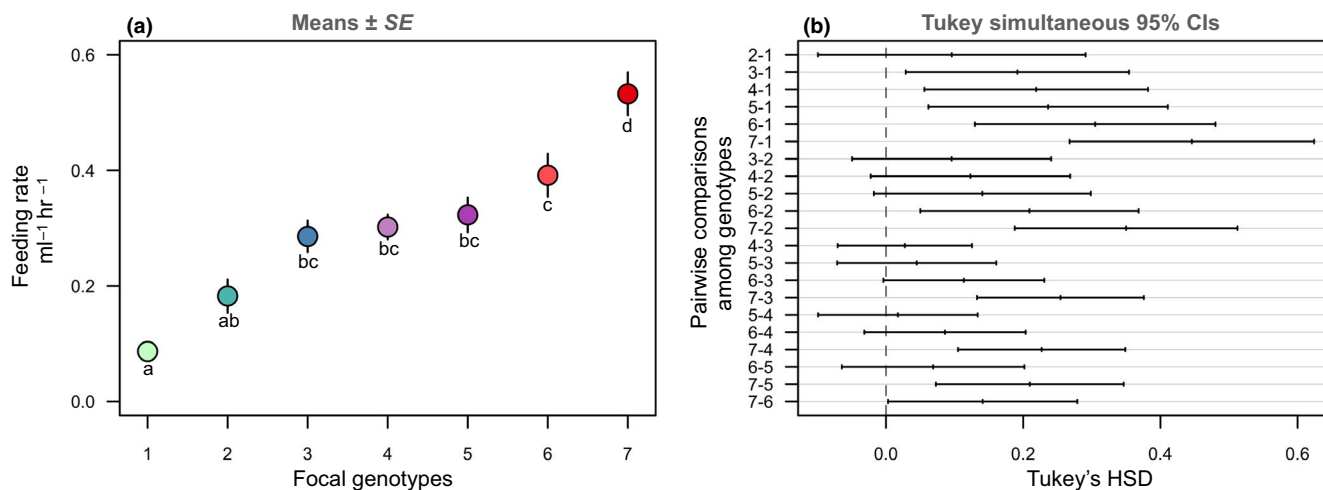 (a) Means ± SE
Feeding rate
ml⁻¹ hr⁻¹
0.6
0.4
0.2
0.0
a
ab
bc
bc
bc
c
d
1 2 3 4 5 6 7
Focal genotypes
(b) Tukey simultaneous 95% CIs
Pairwise comparisons
among genotypes
2-1
3-1
4-1
5-1
6-1
7-1
3-2
4-2
5-2
6-2
7-2
4-3
5-3
6-3
7-3
5-4
6-4
7-4
6-5
7-5
7-6
0.0 0.2 0.4 0.6
Tukey's HSD